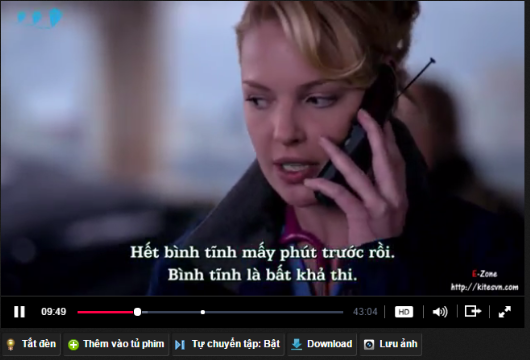 Hết bình tĩnh mấy phút trước rồi.
Bình tĩnh là bất khả thi.
E-Zone
http://kitesvn.com/
09:49
43:04
HD
Tắt đèn
Thêm vào tủ phim
Tự chuyển tập: Bật
Download
Lưu ảnh